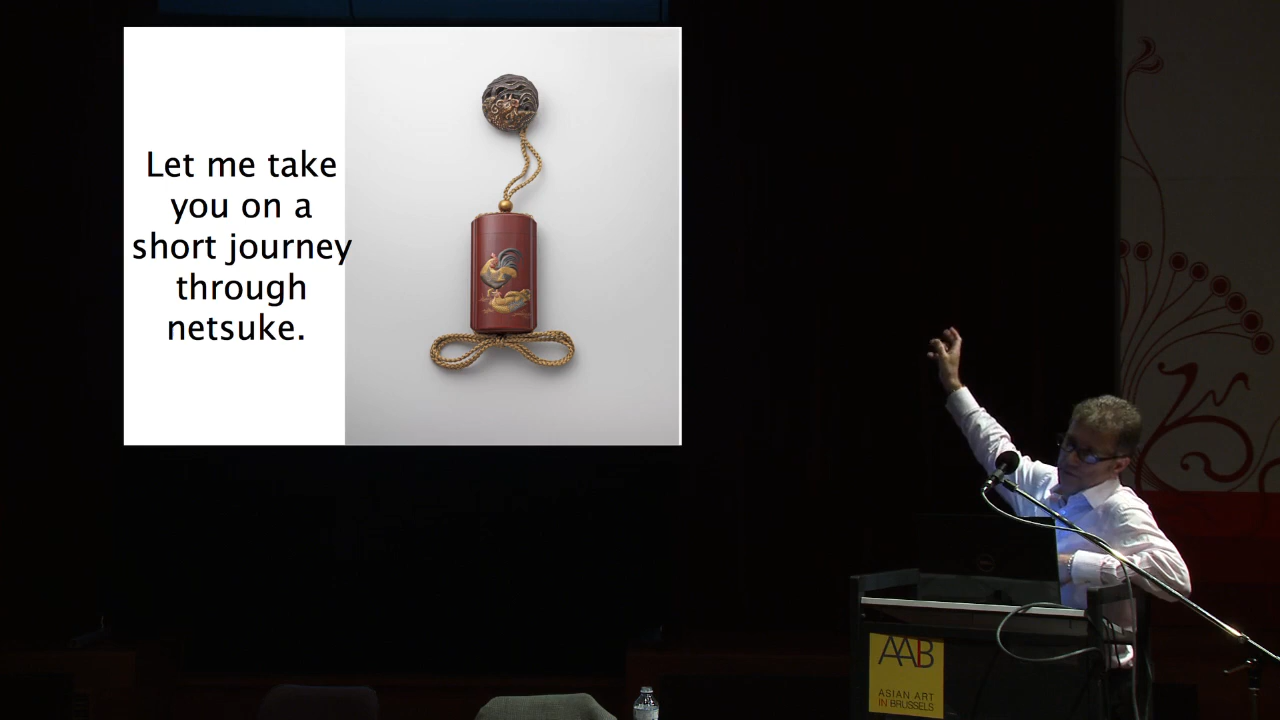 Let me take
you on a
short journey
through
netsuke.
AAB
ASIAN ART
IN BRUSSELS